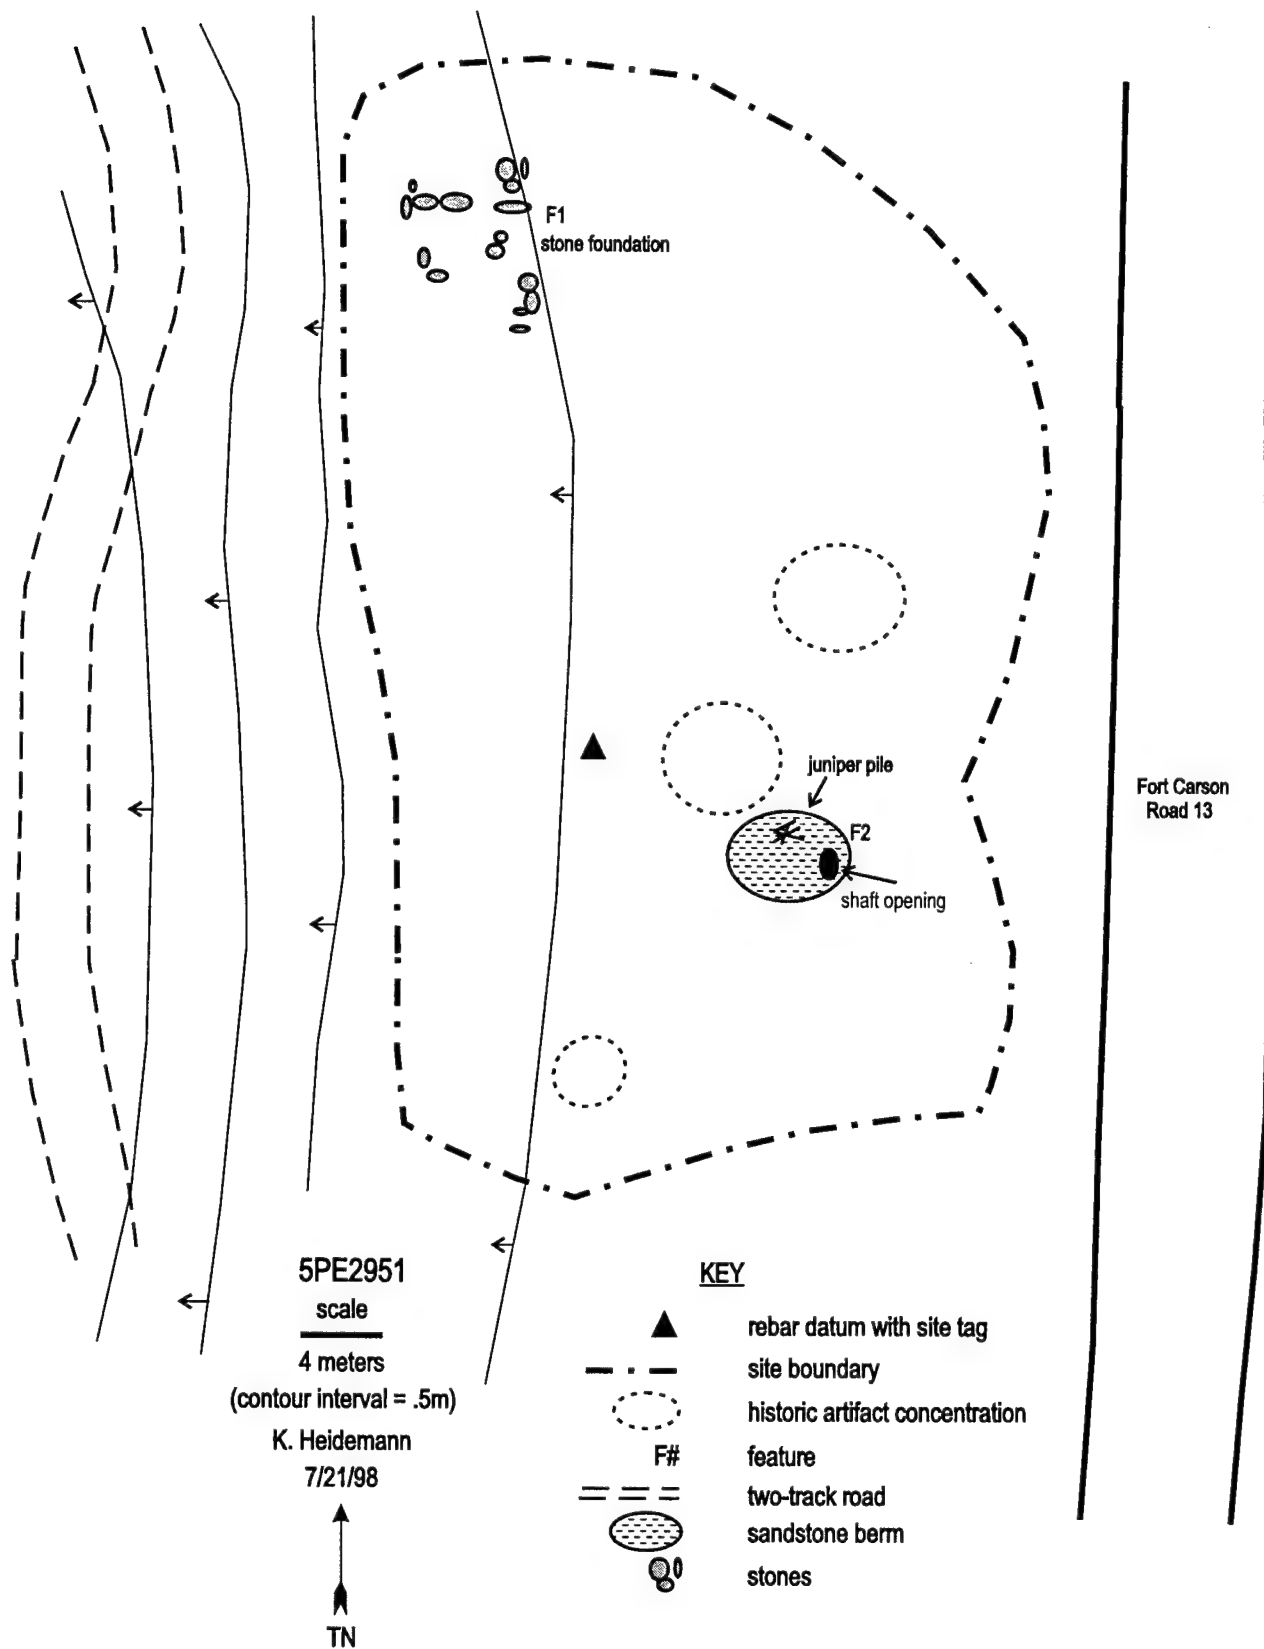 F1
stone foundation
juniper pile
F2
shaft opening
Fort Carson
Road 13
5PE2951
scale
4 meters
(contour interval = .5m)
K. Heidemann
7/21/98
TN
KEY
rebar datum with site tag
site boundary
historic artifact concentration
F# feature
two-track road
sandstone berm
stones